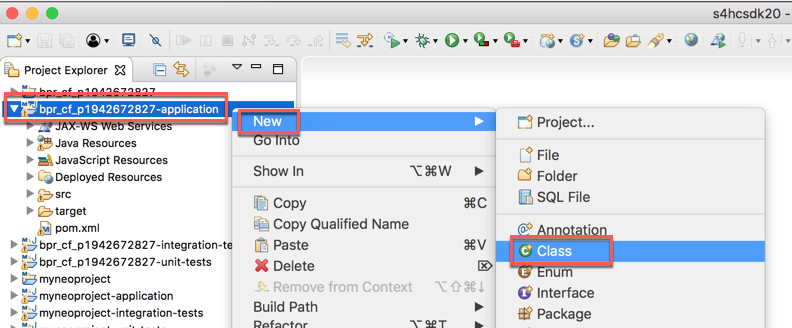 s4hcsdk20 –
Project Explorer
bpr_cf_p1942672827
bpr_cf_p1942672827-application
JAX-WS Web Services
Java Resources
JavaScript Resources
Deployed Resources
src
target
pom.xml
bpr_cf_p1942672827-integration-te
bpr_cf_p1942672827-unit-tests
myneoproject
myneoproject-application
myneoproject-integration-tests
myneoproject-unit-tests
New
Go Into
Show In ⌥⌘W
Copy ⌘C
Copy Qualified Name
Paste ⌘V
Delete ⌦
Remove from Context ⌥⇧⌘↓
Build Path
Refactor ⌥⌘T
Project...
File
Folder
SQL File
Annotation
Class
Enum
Interface
Package